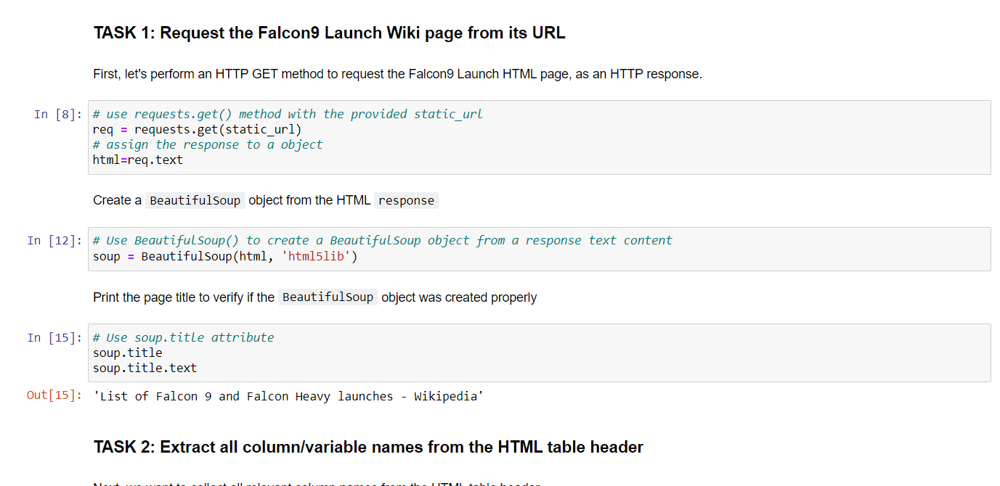 TASK 1: Request the Falcon9 Launch Wiki page from its URL
First, let's perform an HTTP GET method to request the Falcon9 Launch HTML page, as an HTTP response.
In [8]: # use requests.get() method with the provided static_url
req = requests.get(static_url)
# assign the response to a object
html=req.text
Create a BeautifulSoup object from the HTML response
In [12]: # Use BeautifulSoup() to create a BeautifulSoup object from a response text content
soup = BeautifulSoup(html, 'html5lib')
Print the page title to verify if the BeautifulSoup object was created properly
In [15]: # Use soup.title attribute
soup.title
soup.title.text
Out[15]: 'List of Falcon 9 and Falcon Heavy launches - Wikipedia'
TASK 2: Extract all column/variable names from the HTML table header
Next, we want to collect all relevant column names from the HTML table header